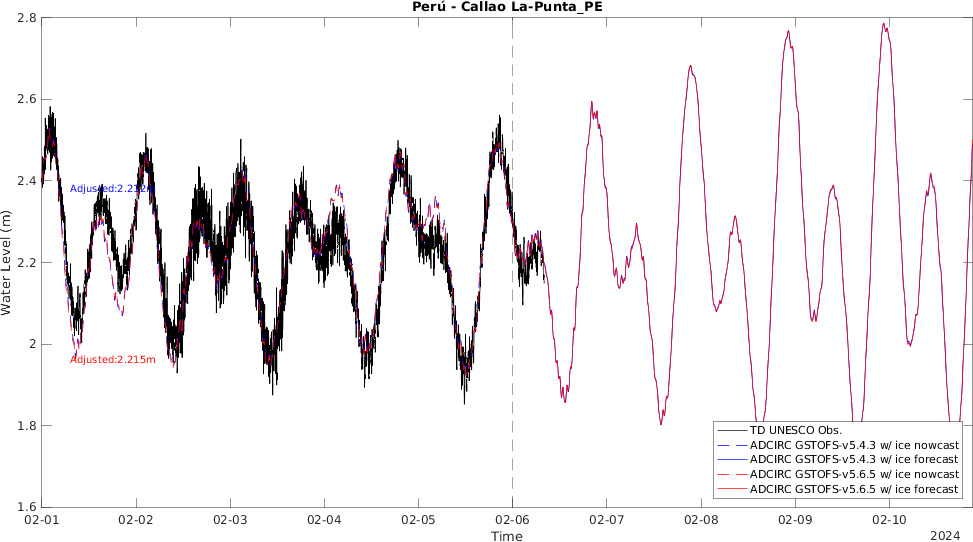 Perú - Callao La-Punta_PE
2.8
2.6
2.4
2.2
2
1.8
1.6
Water Level (m)
Adjusted:2.215m
TD UNESCO Obs.
ADCIRC GSTOFS-v5.4.3 w/ ice nowcast
ADCIRC GSTOFS-v5.4.3 w/ ice forecast
ADCIRC GSTOFS-v5.6.5 w/ ice nowcast
ADCIRC GSTOFS-v5.6.5 w/ ice forecast
02-01 02-02 02-03 02-04 02-05 02-06 02-07 02-08 02-09 02-10
Time
2024